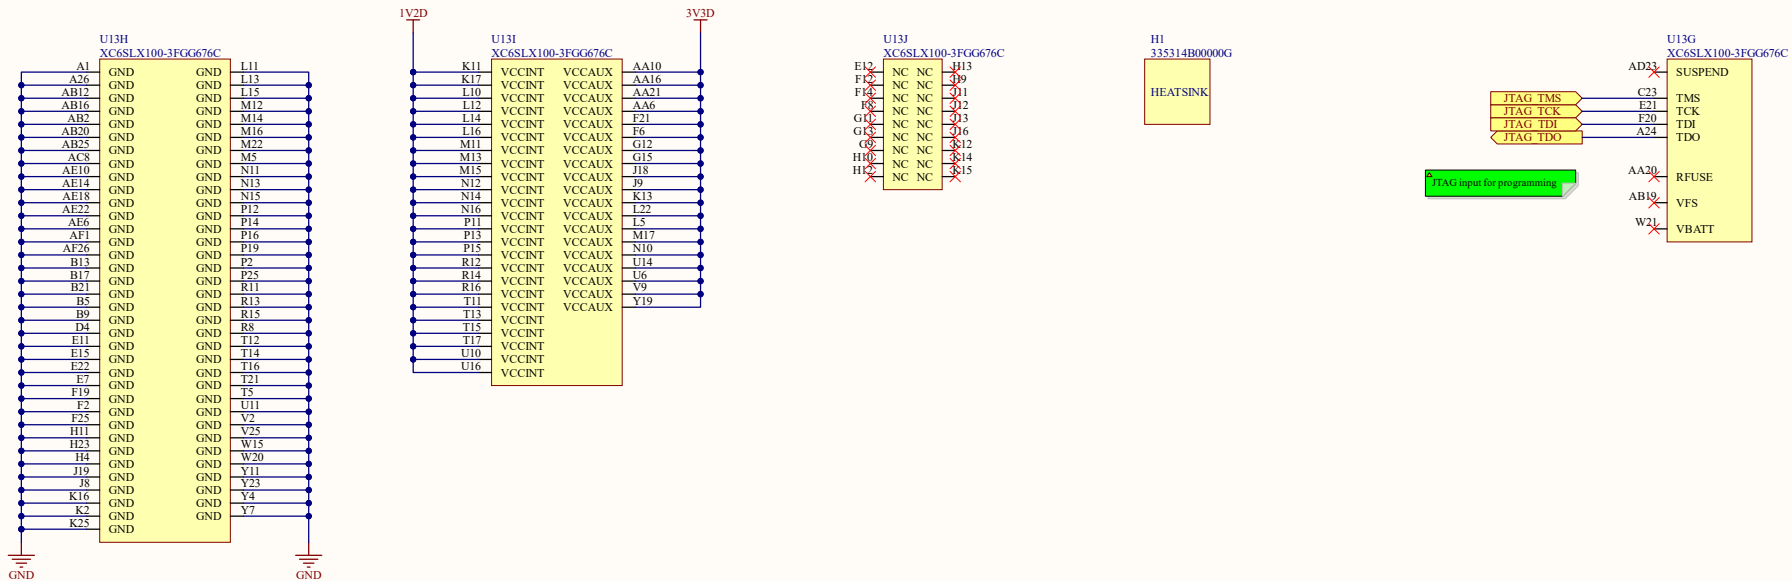 U13H
XC6SLX100-3FGG676C
A1 GND GND L11
A26 GND GND L13
AB12 GND GND L15
AB16 GND GND M12
AB2 GND GND M14
AB20 GND GND M16
AB25 GND GND M22
AC8 GND GND M5
AE10 GND GND N11
AE14 GND GND N13
AE18 GND GND N15
AE22 GND GND P12
AE6 GND GND P14
AF1 GND GND P16
AF26 GND GND P19
B13 GND GND P2
B17 GND GND P25
B21 GND GND R11
B5 GND GND R13
B9 GND GND R15
D4 GND GND R8
E11 GND GND T12
E15 GND GND T14
E22 GND GND T16
E7 GND GND T21
F19 GND GND T5
F2 GND GND U11
F25 GND GND V2
H11 GND GND V25
H23 GND GND W15
H4 GND GND W20
J19 GND GND Y11
J8 GND GND Y23
K16 GND GND Y4
K2 GND GND Y7
K25 GND
GND GND
1V2D 3V3D
U13I
XC6SLX100-3FGG676C
K11 VCCINT VCCAUX AA10
K17 VCCINT VCCAUX AA16
L10 VCCINT VCCAUX AA21
L12 VCCINT VCCAUX AA6
L14 VCCINT VCCAUX F21
L16 VCCINT VCCAUX F6
M11 VCCINT VCCAUX G12
M13 VCCINT VCCAUX G15
M15 VCCINT VCCAUX J18
N12 VCCINT VCCAUX J9
N14 VCCINT VCCAUX K13
N16 VCCINT VCCAUX L22
P11 VCCINT VCCAUX L5
P13 VCCINT VCCAUX M17
P15 VCCINT VCCAUX N10
R12 VCCINT VCCAUX U14
R14 VCCINT VCCAUX U6
R16 VCCINT VCCAUX V9
T11 VCCINT VCCAUX Y19
T13 VCCINT
T15 VCCINT
T17 VCCINT
U10 VCCINT
U16 VCCINT
U13J
XC6SLX100-3FGG676C
E12 NC NC H13
F12 NC NC H9
F14 NC NC J11
F8 NC NC J12
G11 NC NC J13
G13 NC NC J16
G9 NC NC K12
H10 NC NC K14
H12 NC NC K15
H1
335314B00000G
HEATSINK
U13G
XC6SLX100-3FGG676C
AD23 SUSPEND
JTAG_TMS C23 TMS
JTAG_TCK E21 TCK
JTAG_TDI F20 TDI
JTAG_TDO A24 TDO
AA20 RFUSE
JTAG input for programming
AB19 VFS
W21 VBATT